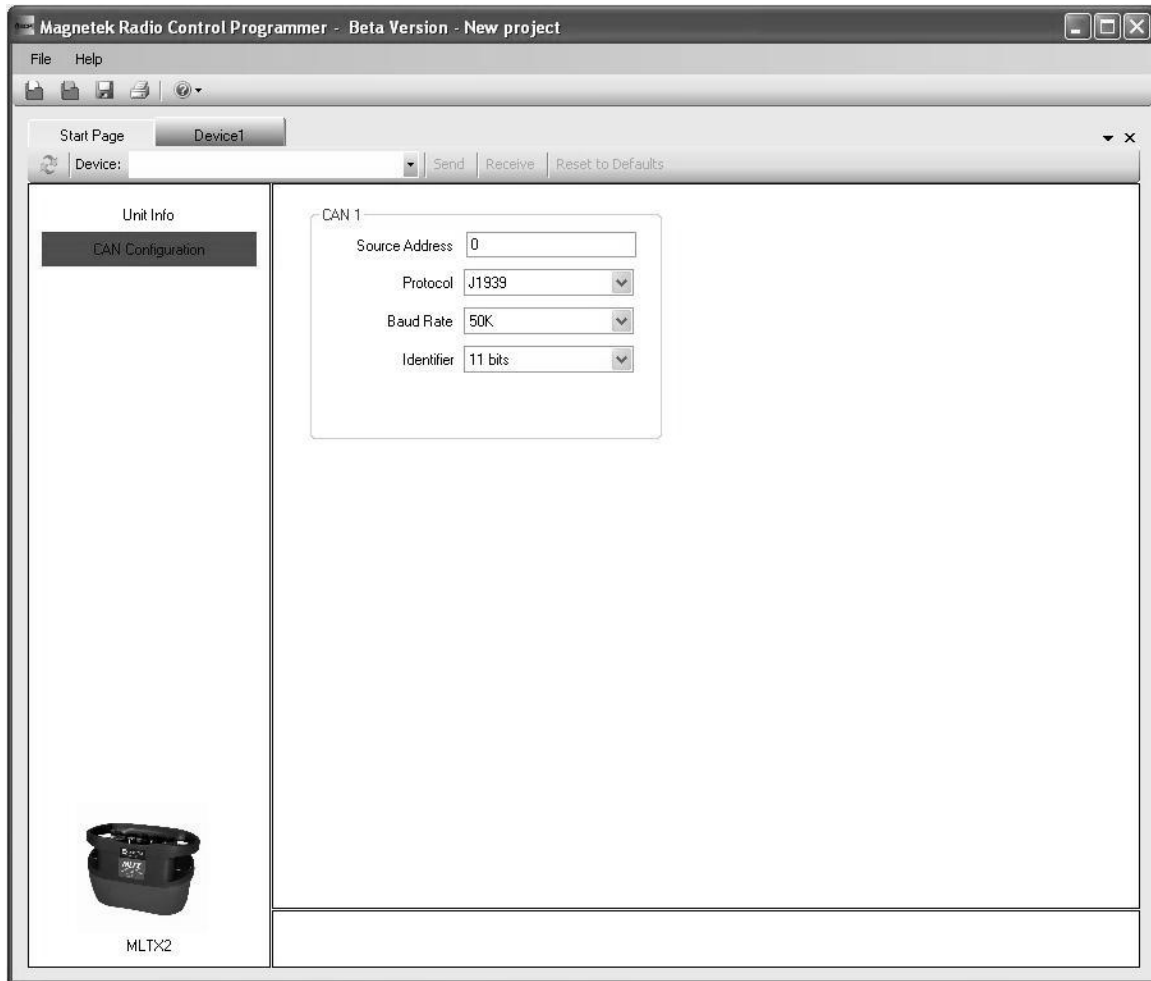 Magnetek Radio Control Programmer - Beta Version - New project
File Help
Start Page Device1
Device: Send Receive Reset to Defaults
Unit Info
CAN Configuration
CAN 1
Source Address 0
Protocol J1939
Baud Rate 50K
Identifier 11 bits
MLTX
MLTX2